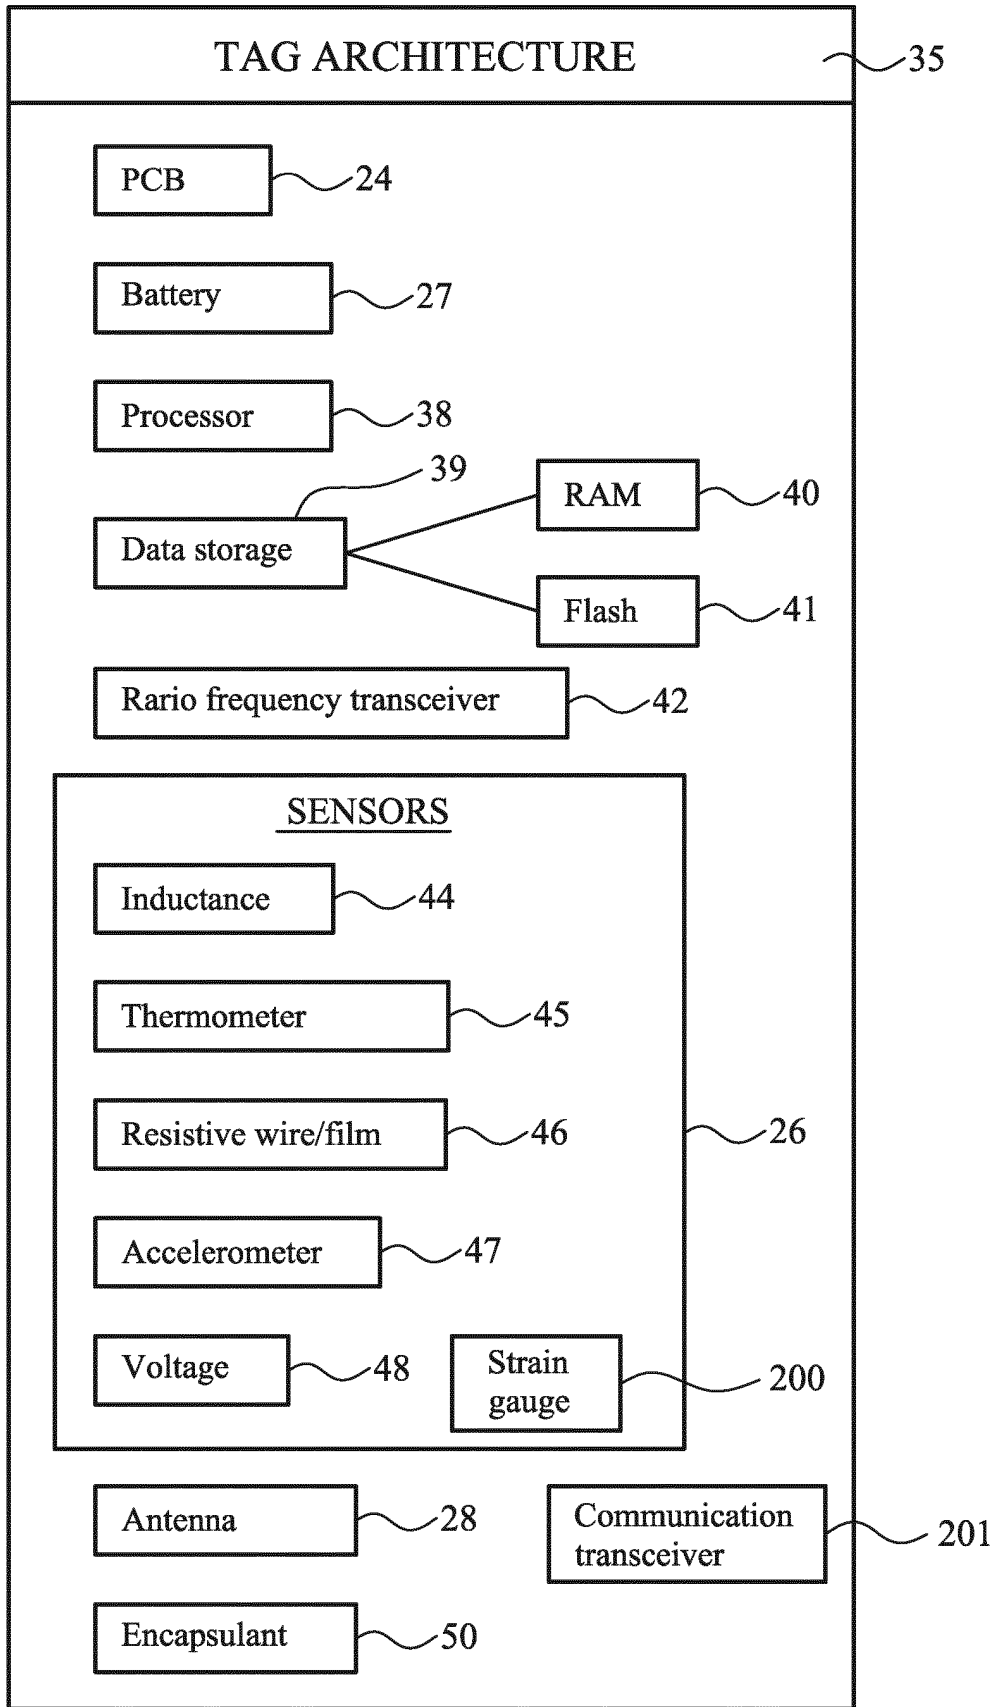 TAG ARCHITECTURE 35
PCB 24
Battery 27
Processor 38
39
RAM 40
Data storage
Flash 41
Rario frequency transceiver 42
SENSORS
Inductance 44
Thermometer 45
Resistive wire/film 46
26
Accelerometer 47
Voltage 48
Strain
gauge 200
Antenna 28
Communication
transceiver 201
Encapsulant 50